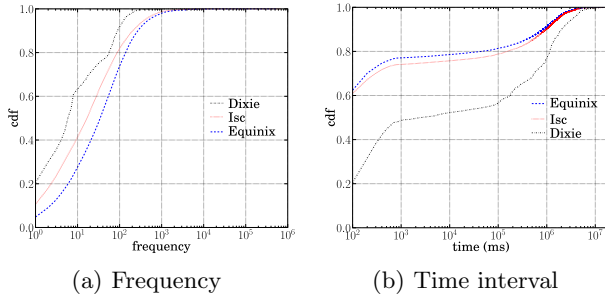 1.0
0.8
0.6
0.4
0.2
0.0
cdf
Dixie
Isc
Equinix
10^0 10^1 10^2 10^3 10^4 10^5 10^6
frequency
(a) Frequency
1.0
0.8
0.6
0.4
0.2
0.0
cdf
Equinix
Isc
Dixie
10^2 10^3 10^4 10^5 10^6 10^7
time (ms)
(b) Time interval